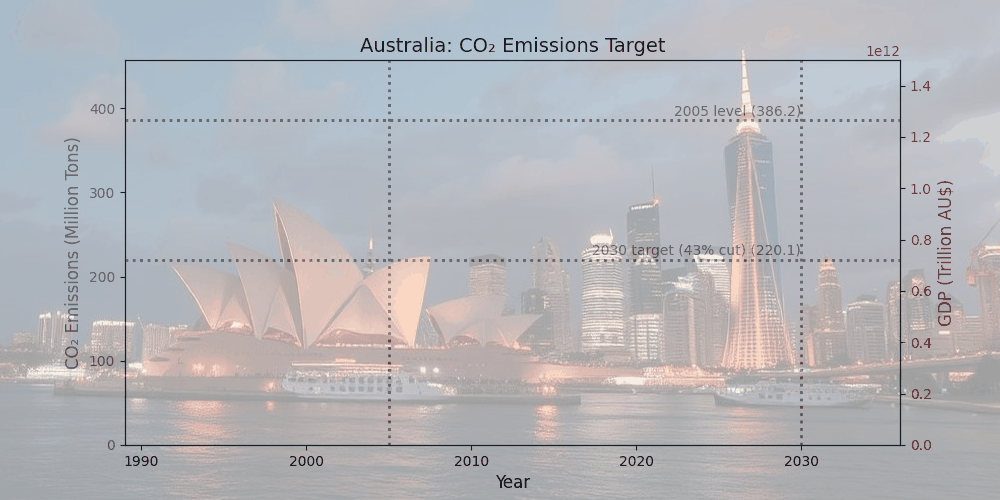 Australia: CO₂ Emissions Target
1e12
CO₂ Emissions (Million Tons)
400
300
200
100
0
2005 level (386.2)
2030 target (43% cut) (220.1)
1.4
1.2
1.0
0.8
0.6
0.4
0.2
0.0
GDP (Trillion AU$)
1990
2000
2010
2020
2030
Year